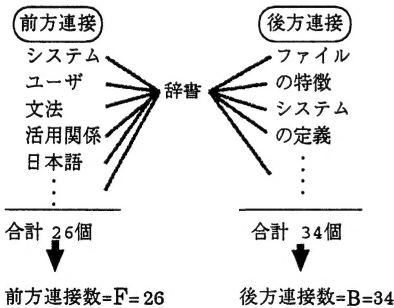 前方連接
後方連接
システム
ユーザ
文法
活用関係
日本語
辞書
ファイル
の特徴
システム
の定義
合計 26個
合計 34個
前方連接数=F=26
後方連接数=B=34